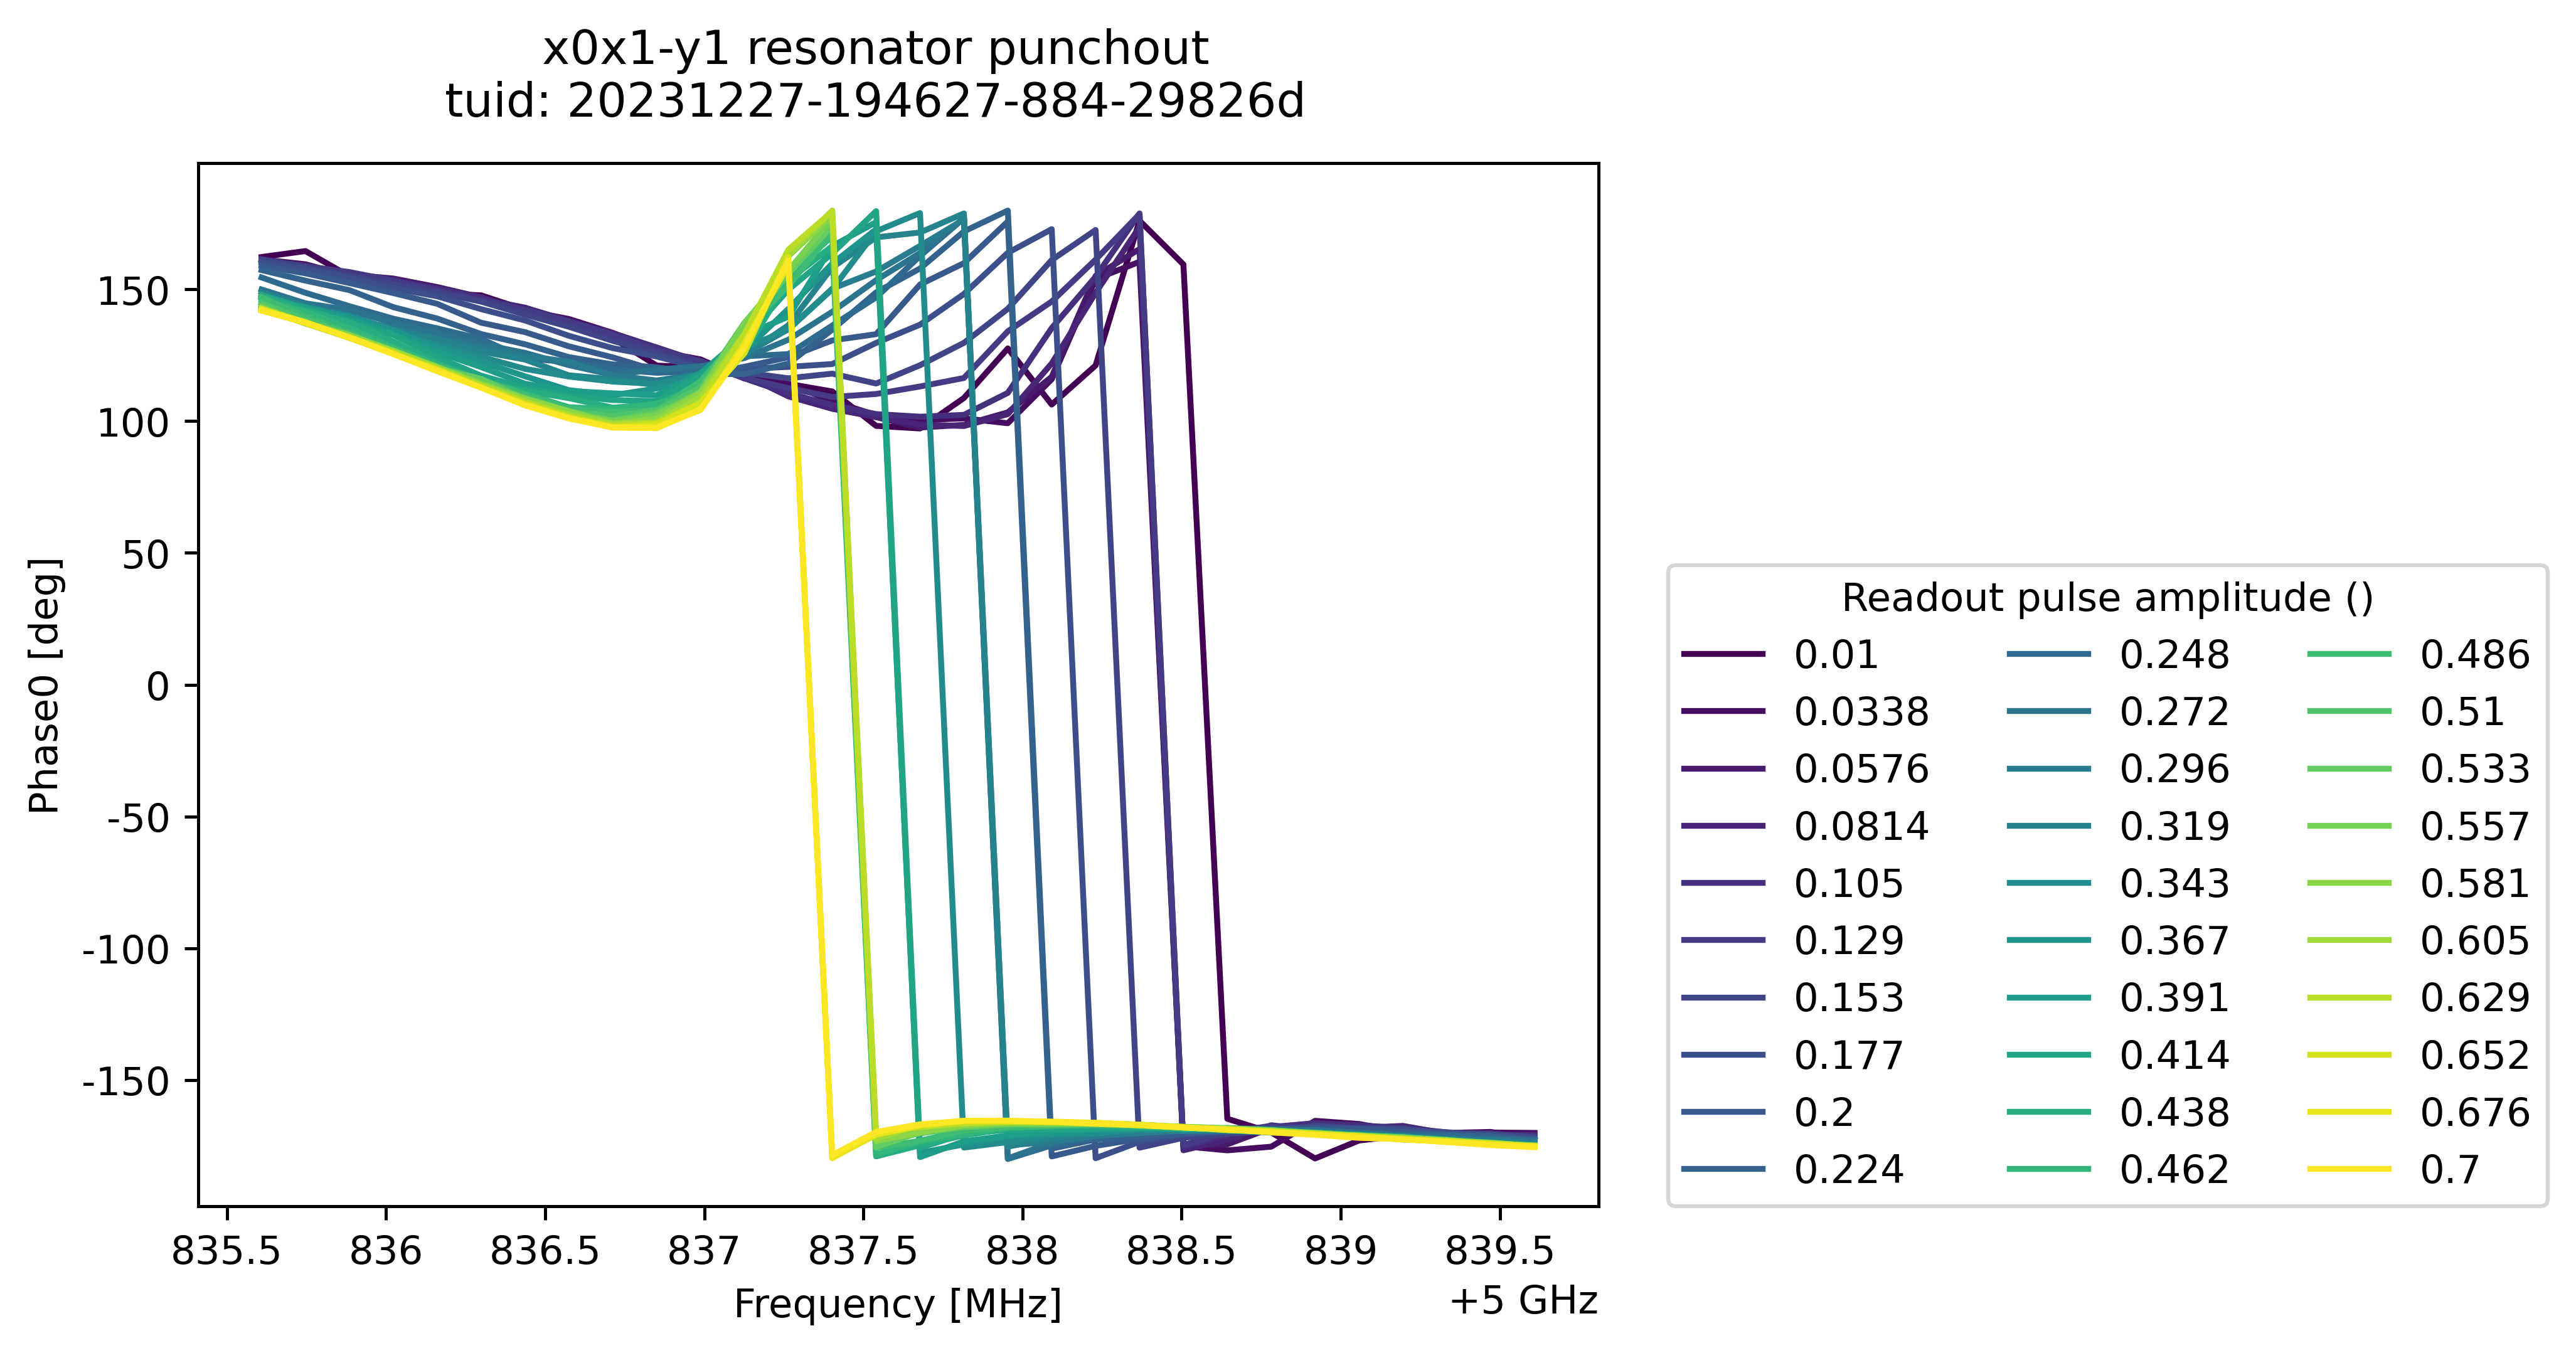 x0x1-y1 resonator punchout
tuid: 20231227-194627-884-29826d
Phase0 [deg]
150
100
50
0
-50
-100
-150
835.5 836 836.5 837 837.5 838 838.5 839 839.5
Frequency [MHz]
+5 GHz
Readout pulse amplitude ()
0.01 0.248 0.486
0.0338 0.272 0.51
0.0576 0.296 0.533
0.0814 0.319 0.557
0.105 0.343 0.581
0.129 0.367 0.605
0.153 0.391 0.629
0.177 0.414 0.652
0.2 0.438 0.676
0.224 0.462 0.7